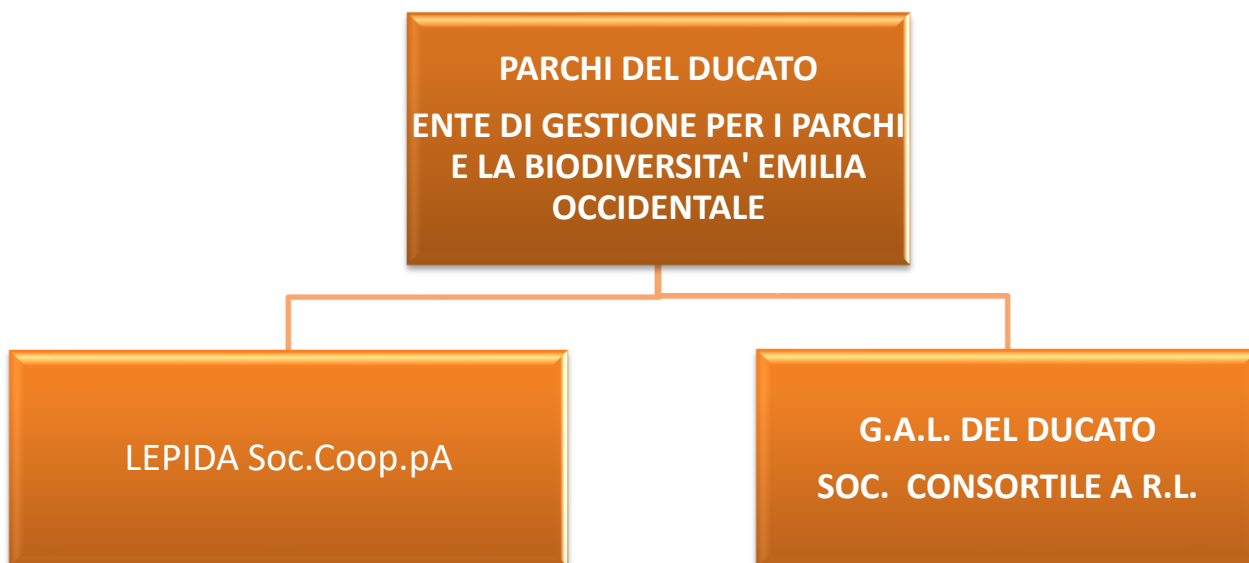 PARCHI DEL DUCATO
ENTE DI GESTIONE PER I PARCHI
E LA BIODIVERSITA' EMILIA
OCCIDENTALE
LEPIDA Soc.Coop.pA
G.A.L. DEL DUCATO
SOC. CONSORTILE A R.L.